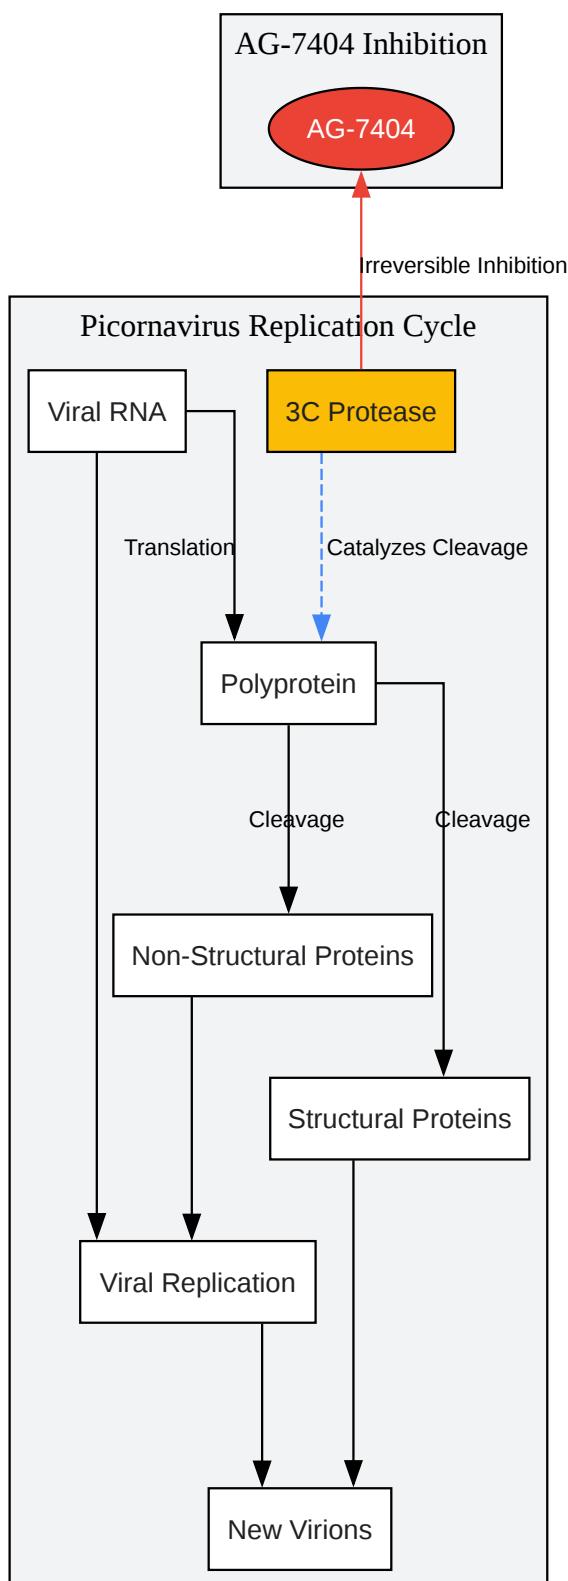 AG-7404 Inhibition
AG-7404
Irreversible Inhibition
Picornavirus Replication Cycle
Viral RNA
3C Protease
Translation
Catalyzes Cleavage
Polyprotein
Cleavage
Cleavage
Non-Structural Proteins
Structural Proteins
Viral Replication
New Virions